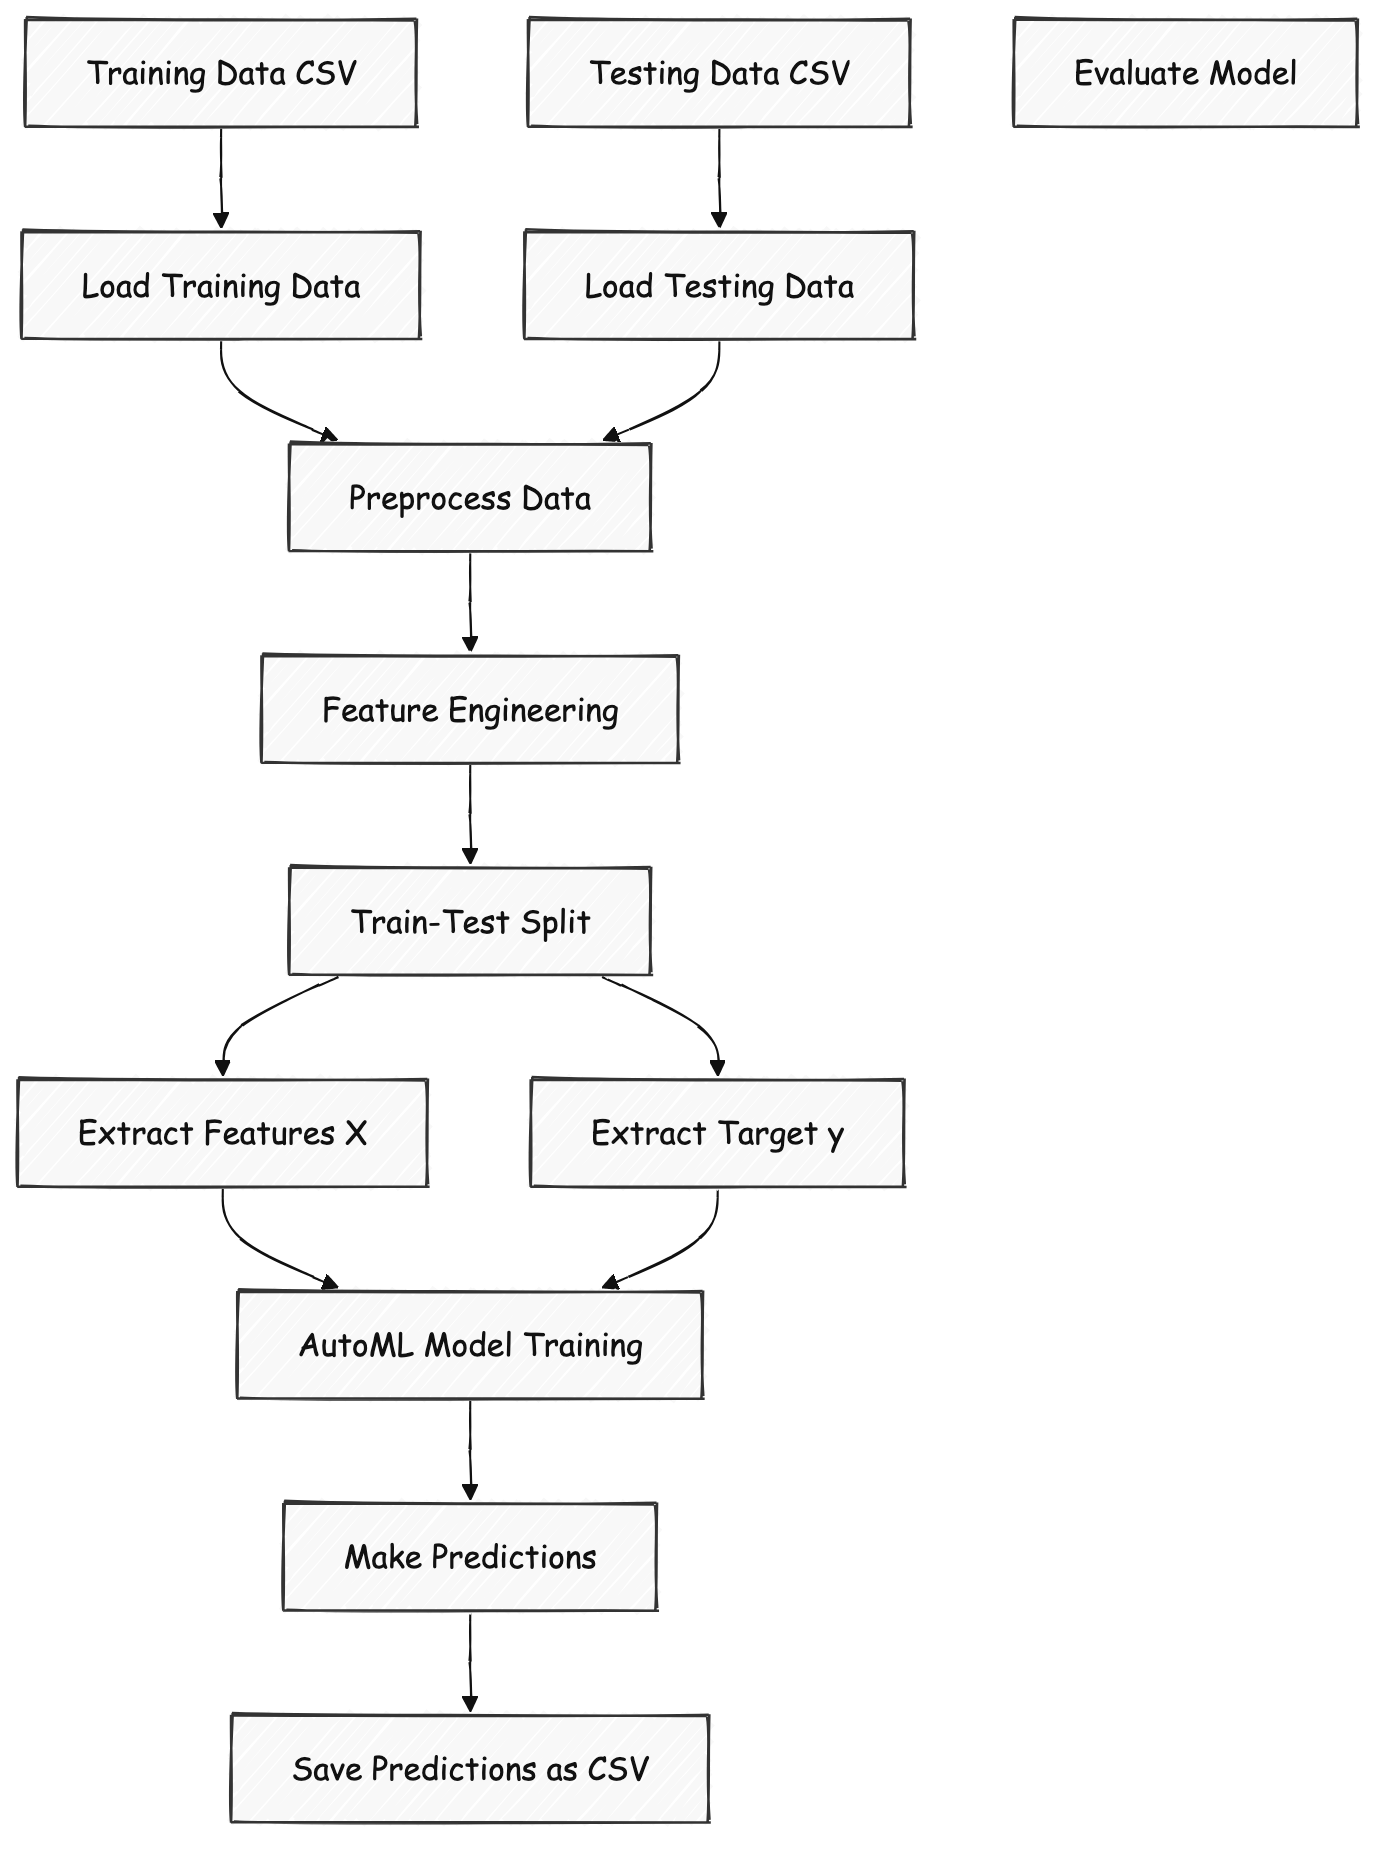 Training Data CSV
Testing Data CSV
Evaluate Model
Load Training Data
Load Testing Data
Preprocess Data
Feature Engineering
Train-Test Split
Extract Features X
Extract Target y
AutoML Model Training
Make Predictions
Save Predictions as CSV